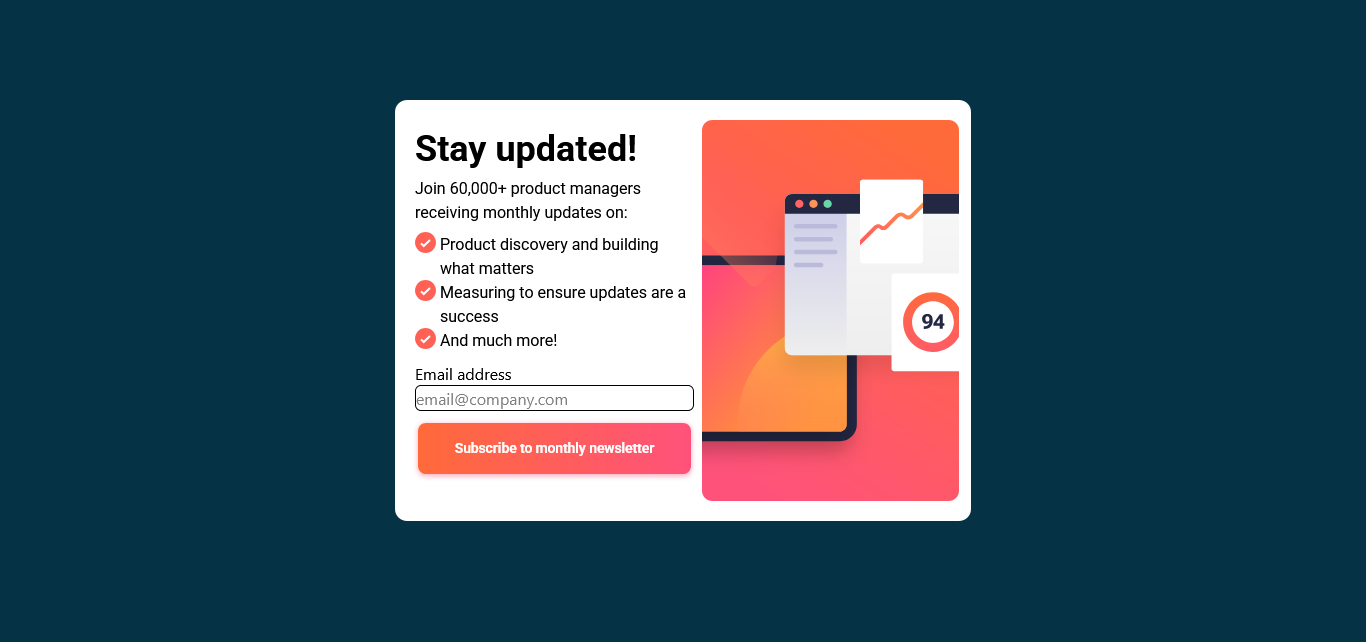 Stay updated!
Join 60,000+ product managers
receiving monthly updates on:
Product discovery and building
what matters
Measuring to ensure updates are a
success
And much more!
Email address
email@company.com
Subscribe to monthly newsletter
94